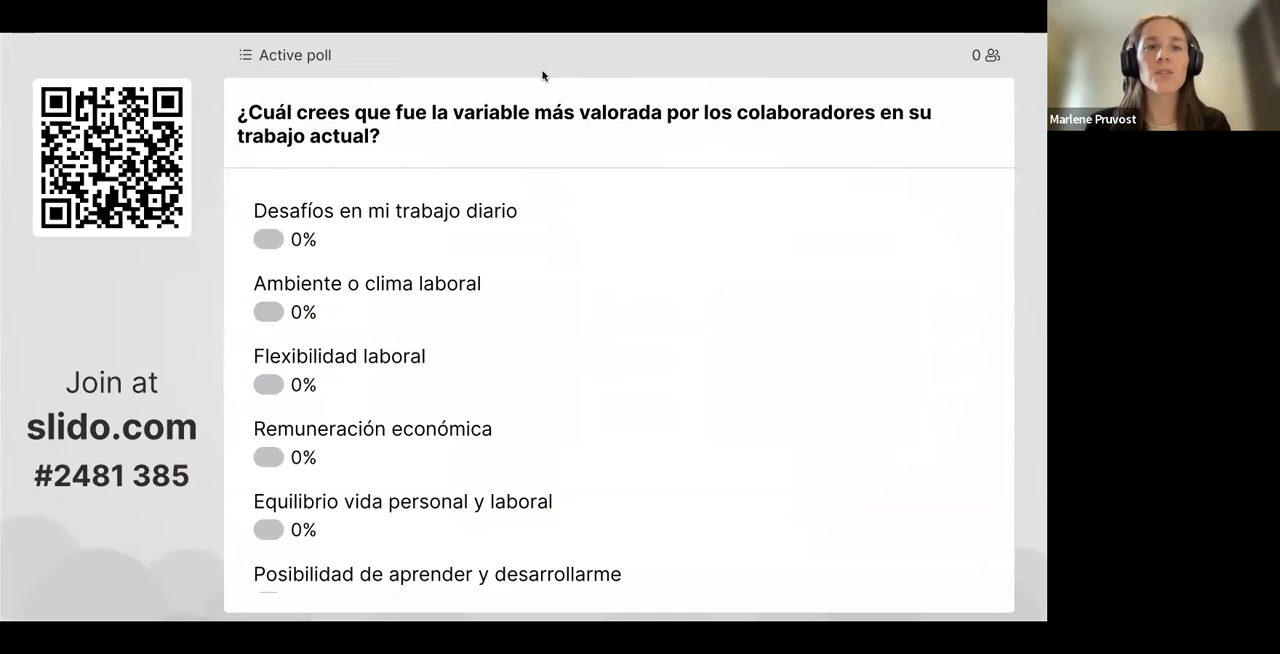 Active poll
0
¿Cuál crees que fue la variable más valorada por los colaboradores en su
trabajo actual?
Desafíos en mi trabajo diario
0%
Ambiente o clima laboral
0%
Flexibilidad laboral
0%
Remuneración económica
0%
Equilibrio vida personal y laboral
0%
Posibilidad de aprender y desarrollarme
Join at
slido.com
#2481 385
Marlene Pruvost